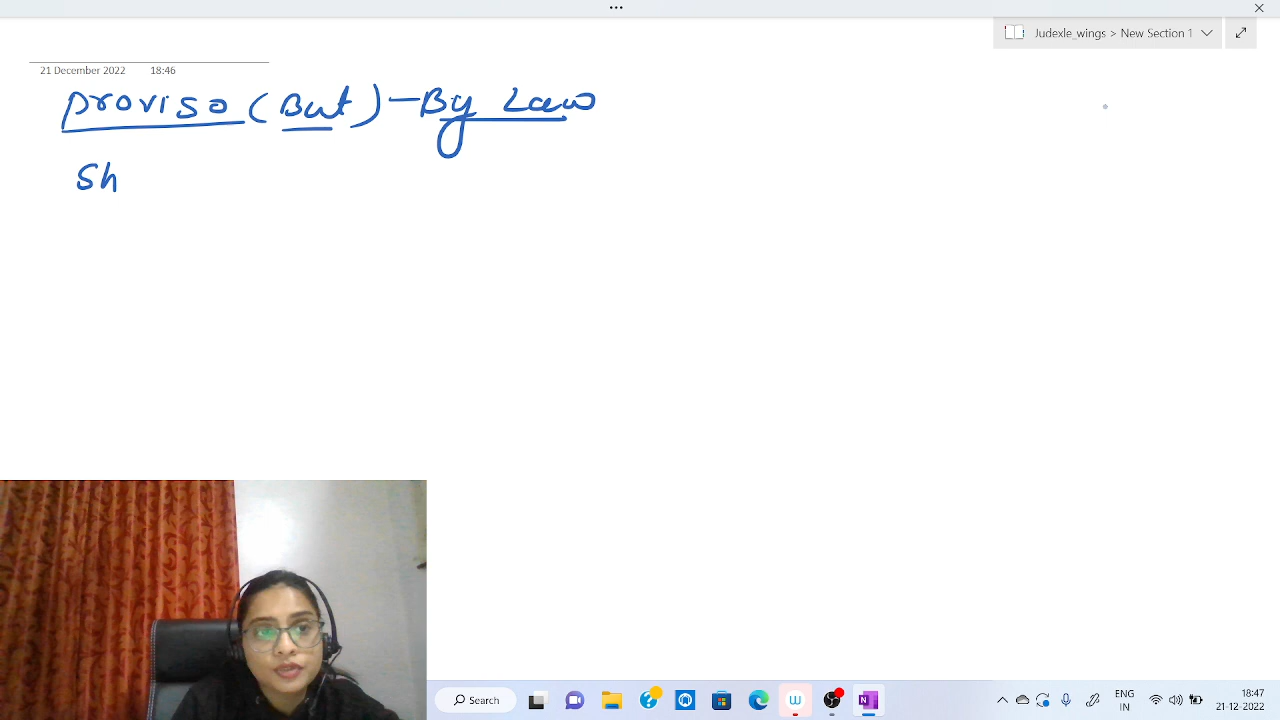 Judexle_wings > New Section 1
21 December 2022 18:46
Proviso (But) - By Law
Sh
Search
ENG
IN
18:47
21-12-2022